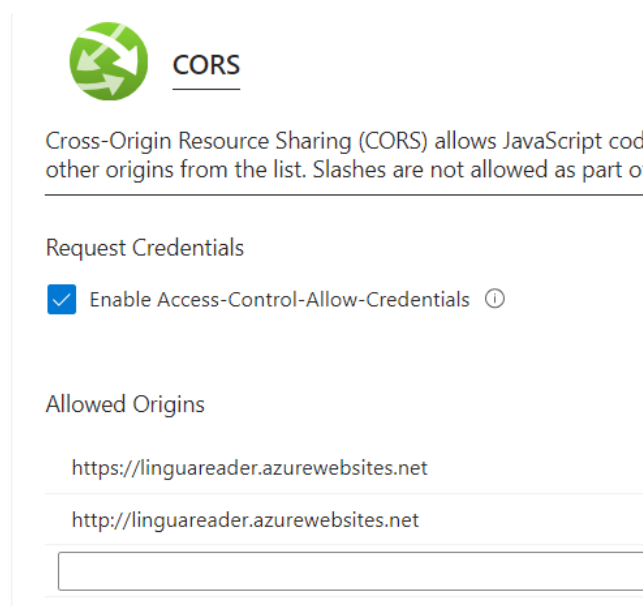 CORS
Cross-Origin Resource Sharing (CORS) allows JavaScript cod
other origins from the list. Slashes are not allowed as part o
Request Credentials
Enable Access-Control-Allow-Credentials
Allowed Origins
https://linguareader.azurewebsites.net
http://linguareader.azurewebsites.net